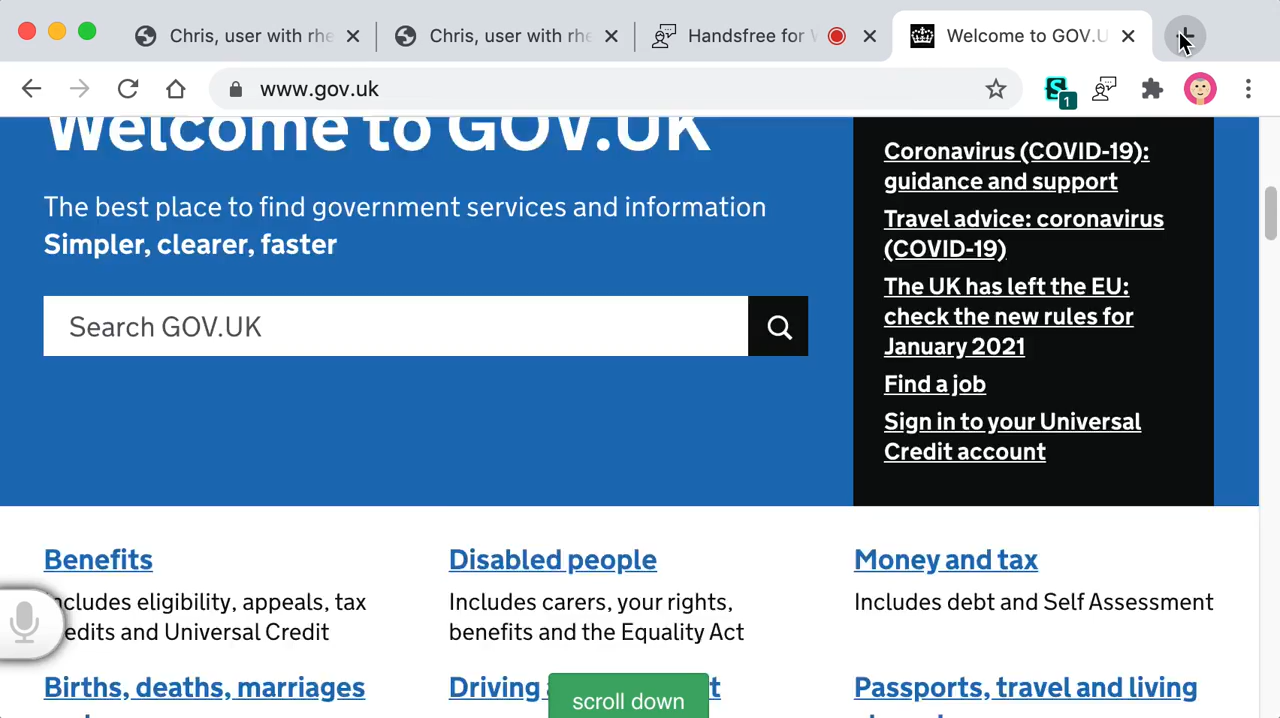 Chris, user with rhe
Chris, user with rhe
Handsfree for W
Welcome to GOV.U
www.gov.uk
S
1
Welcome to GOV.UK
The best place to find government services and information
Simpler, clearer, faster
Search GOV.UK
Coronavirus (COVID-19):
guidance and support
Travel advice: coronavirus
(COVID-19)
The UK has left the EU:
check the new rules for
January 2021
Find a job
Sign in to your Universal
Credit account
Benefits
cludes eligibility, appeals, tax
edits and Universal Credit
Disabled people
Includes carers, your rights,
benefits and the Equality Act
Money and tax
Includes debt and Self Assessment
Births, deaths, marriages
Driving
Passports, travel and living
scroll down